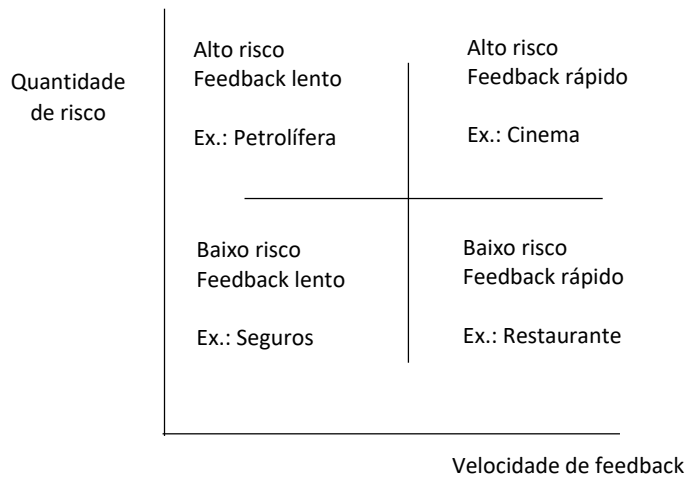 Quantidade
de risco
Alto risco
Feedback lento
Ex.: Petrolífera
Alto risco
Feedback rápido
Ex.: Cinema
Baixo risco
Feedback lento
Ex.: Seguros
Baixo risco
Feedback rápido
Ex.: Restaurante
Velocidade de feedback